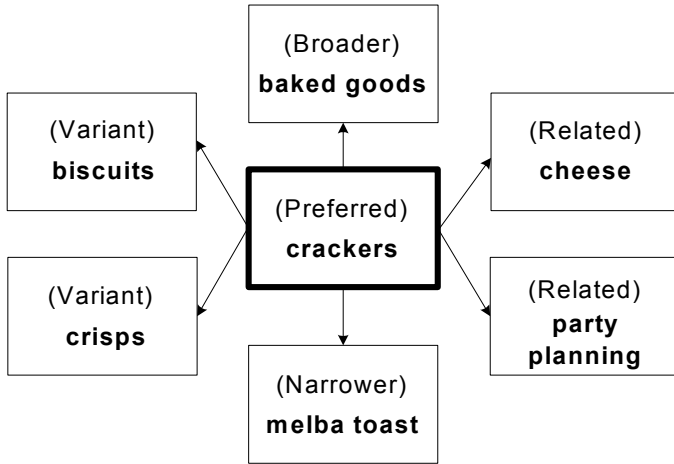 (Broader)
baked goods
(Variant)
biscuits
(Related)
cheese
(Preferred)
crackers
(Variant)
crisps
(Related)
party
planning
(Narrower)
melba toast